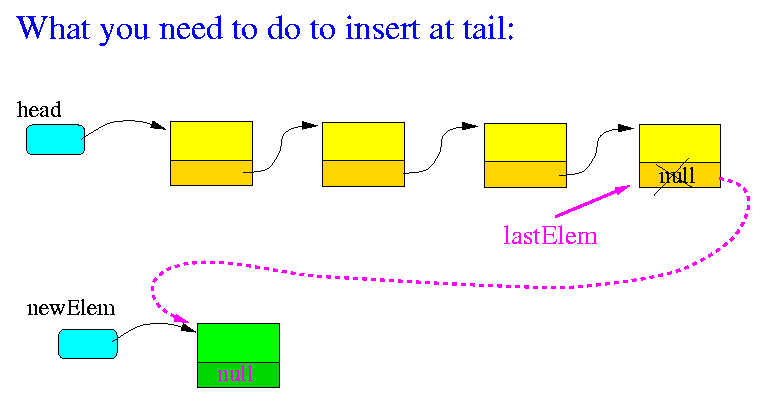 What you need to do to insert at tail:
head
null
lastElem
newElem
null